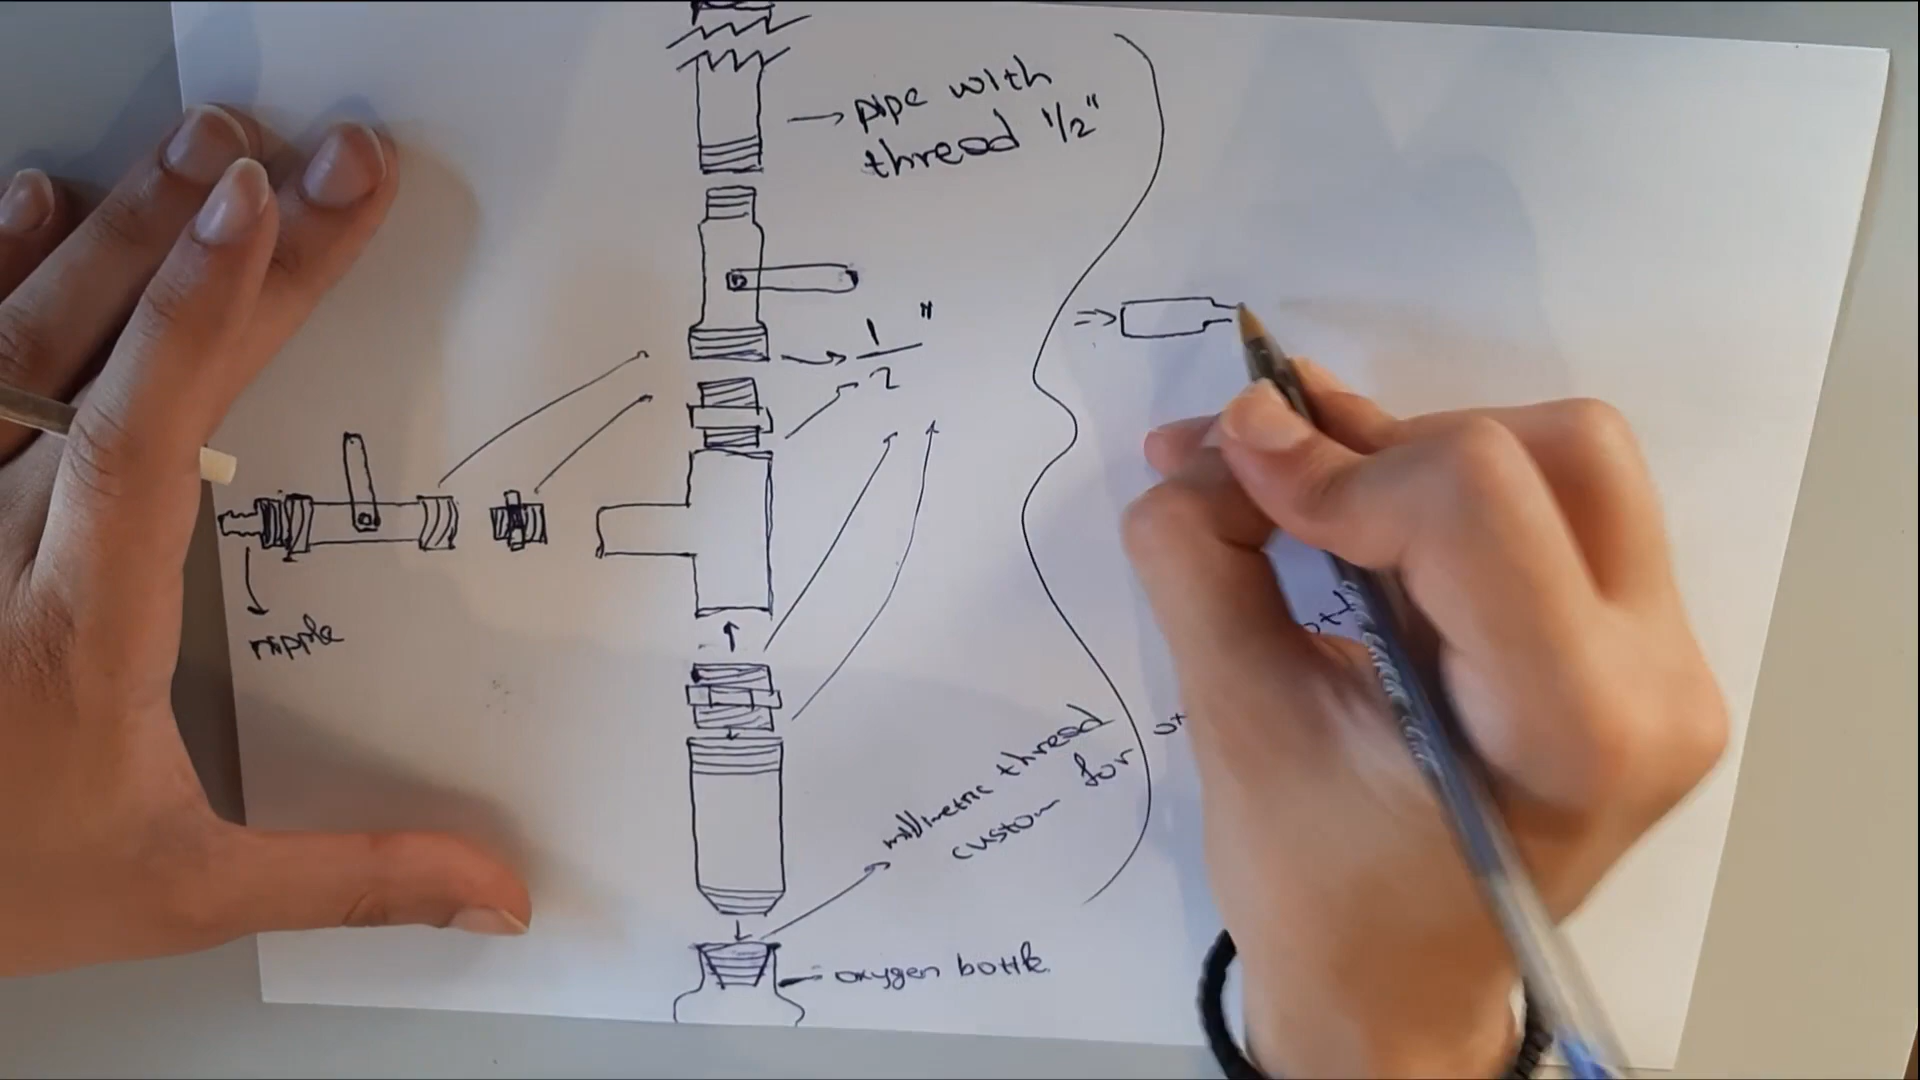 pipe with
thread 1/2"
1/2"
nipple
millimetric thread
custom for
oxygen bottle